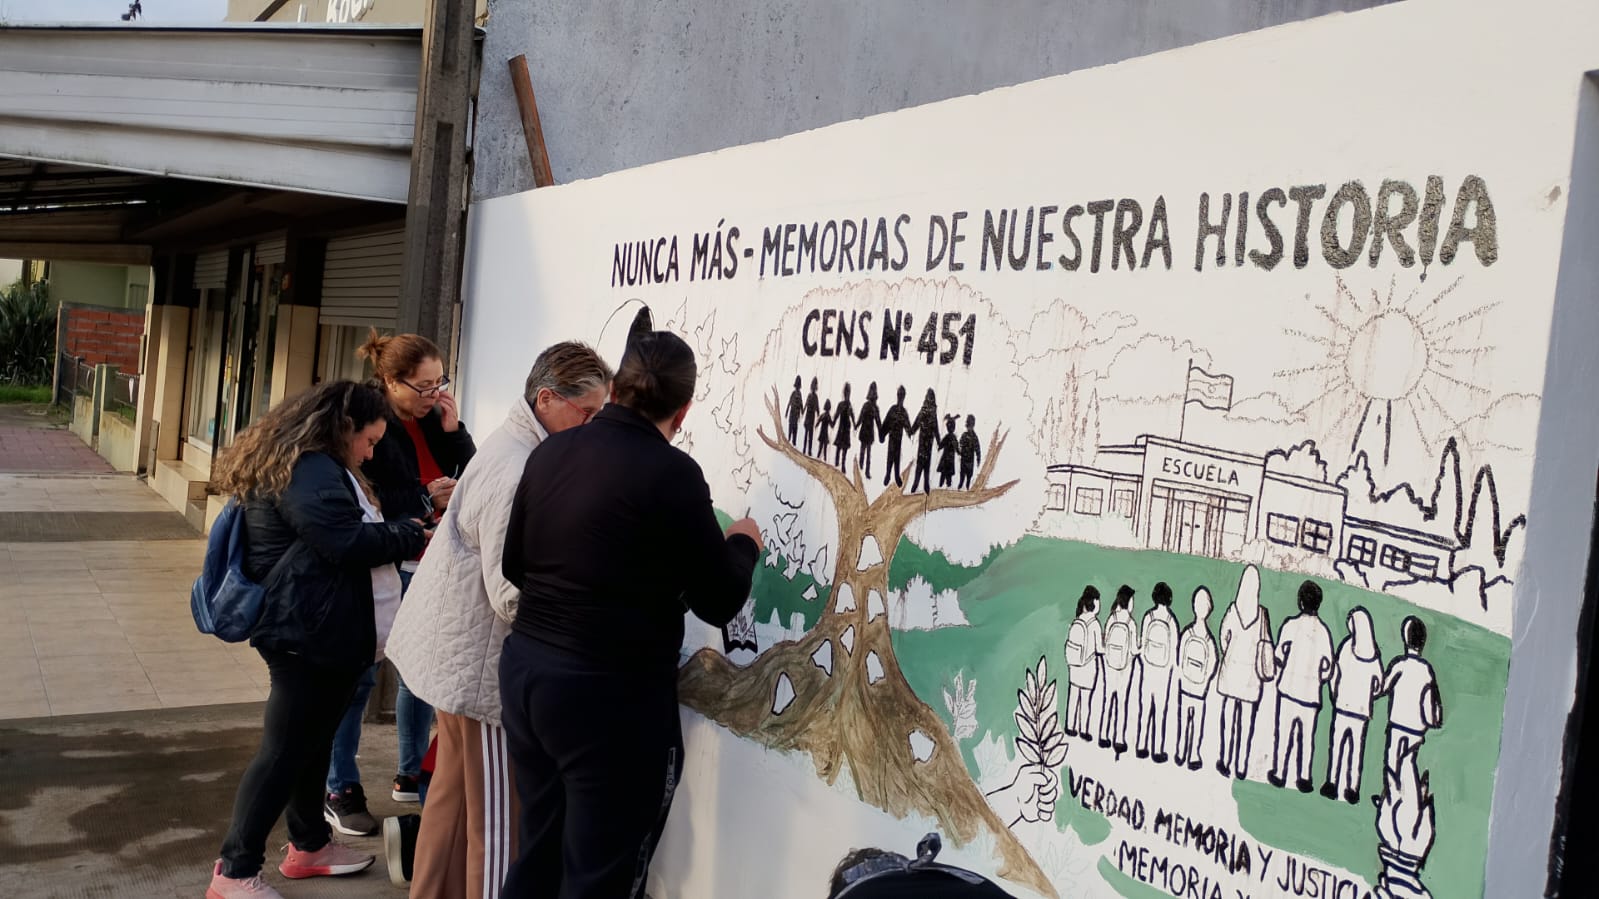 NUNCA MÁS - MEMORIAS DE NUESTRA HISTORIA
CENS Nº 451
ESCUELA
VERDAD, MEMORIA Y JUSTICIA
MEMORIA Y